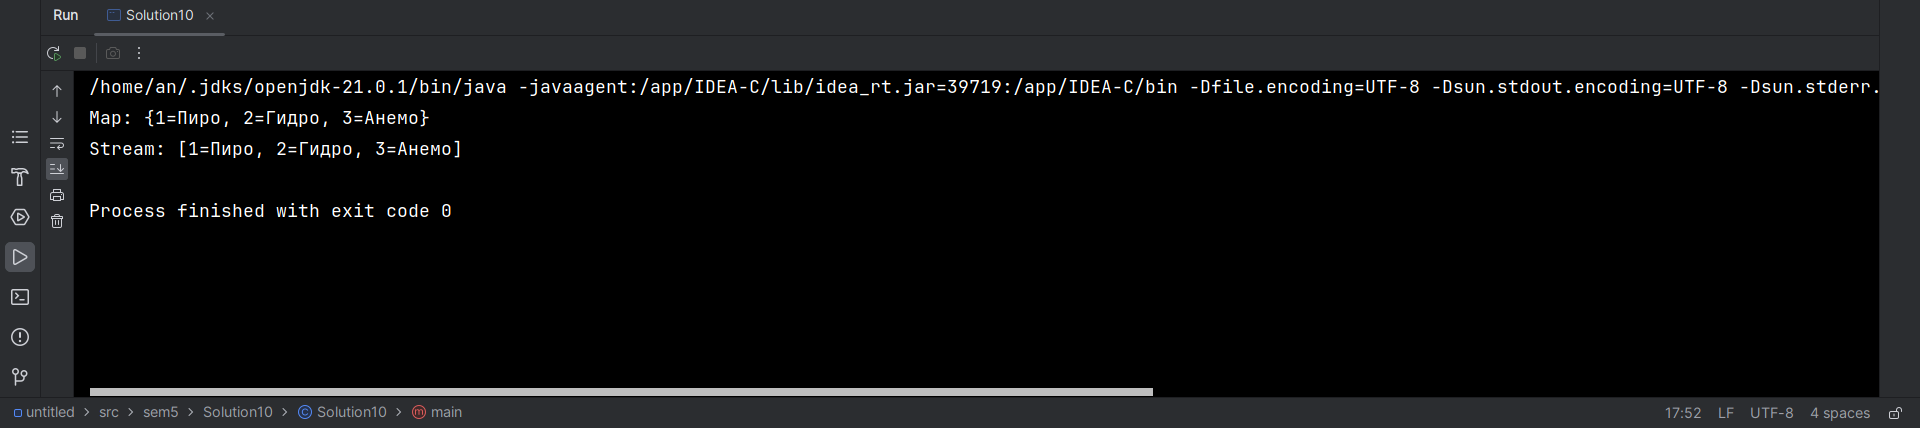 Run Solution10
/home/an/.jdks/openjdk-21.0.1/bin/java -javaagent:/app/IDEA-C/lib/idea_rt.jar=39719:/app/IDEA-C/bin -Dfile.encoding=UTF-8 -Dsun.stdout.encoding=UTF-8 -Dsun.stderr.
Map: {1=Пиро, 2=Гидро, 3=Анемо}
Stream: [1=Пиро, 2=Гидро, 3=Анемо]
Process finished with exit code 0
untitled > src > sem5 > Solution10 > Solution10 > main 17:52 LF UTF-8 4 spaces